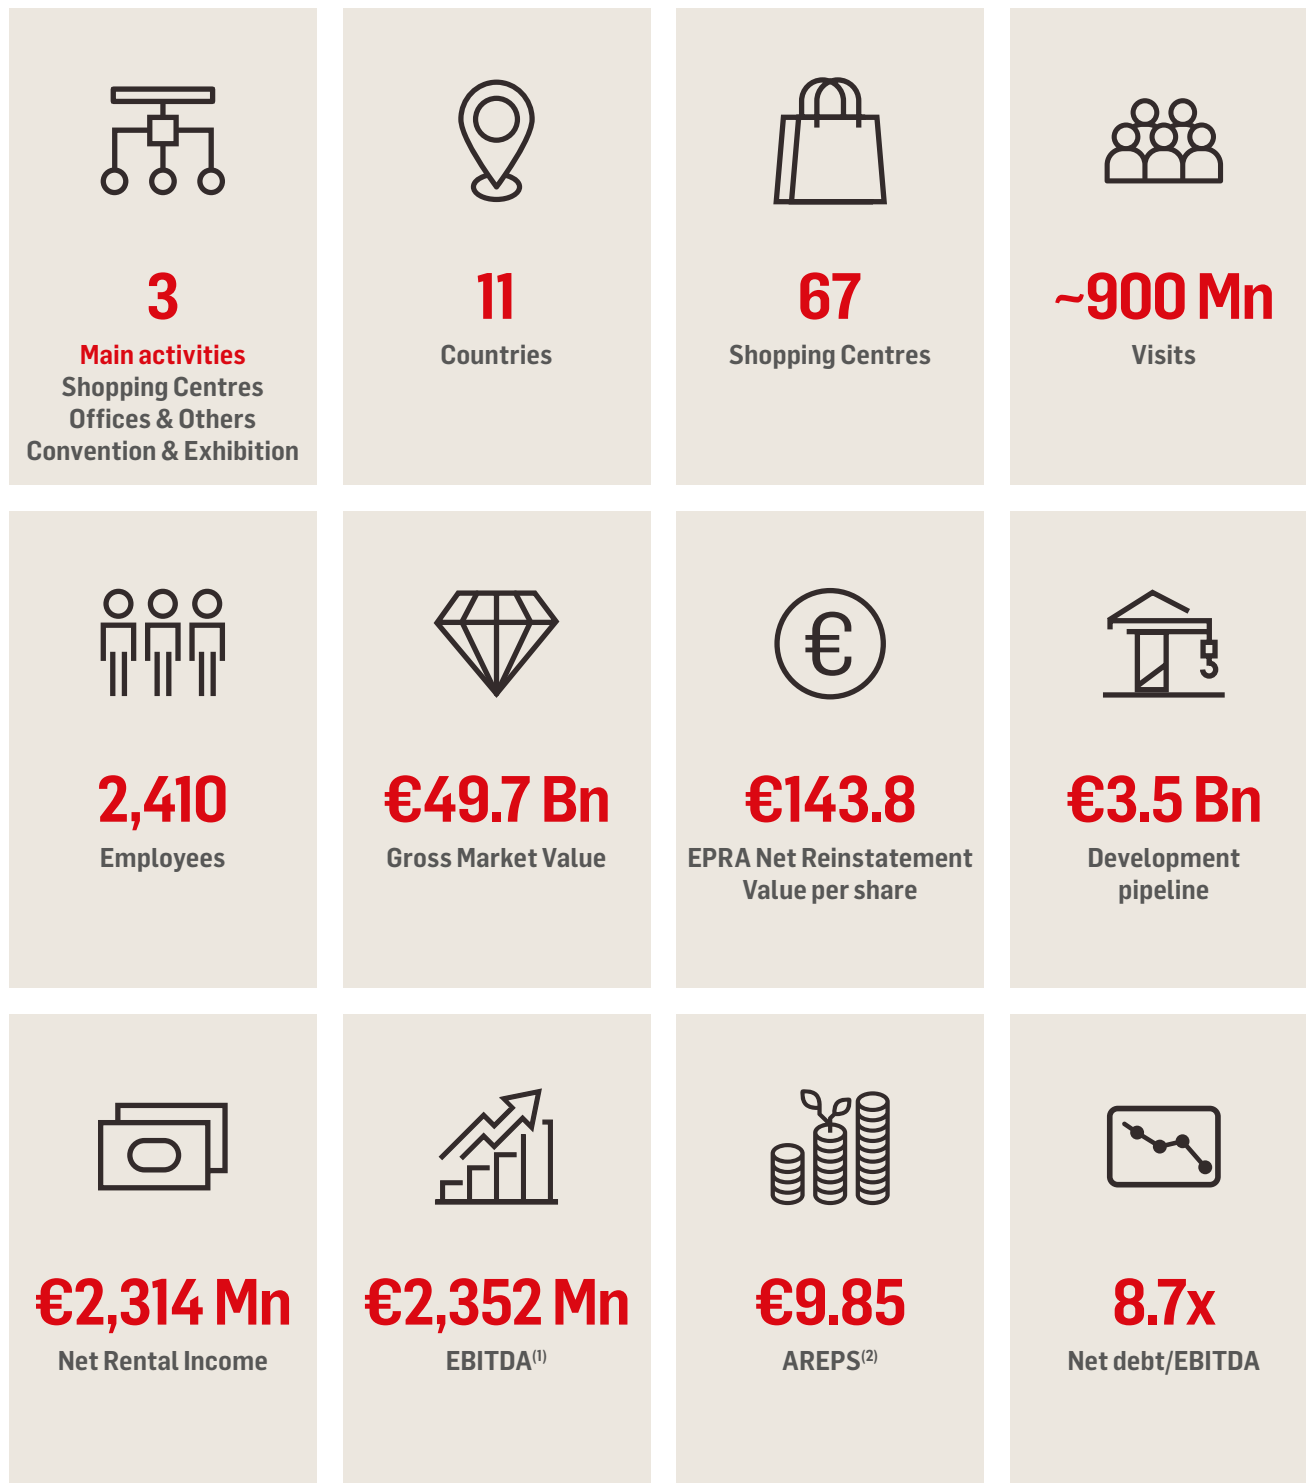 3
Main activities
Shopping Centres
Offices & Others
Convention & Exhibition
11
Countries
67
Shopping Centres
~900 Mn
Visits
2,410
Employees
€49.7 Bn
Gross Market Value
€
€143.8
EPRA Net Reinstatement
Value per share
€3.5 Bn
Development
pipeline
€2,314 Mn
Net Rental Income
€2,352 Mn
EBITDA(1)
€9.85
AREPS(2)
8.7x
Net debt/EBITDA